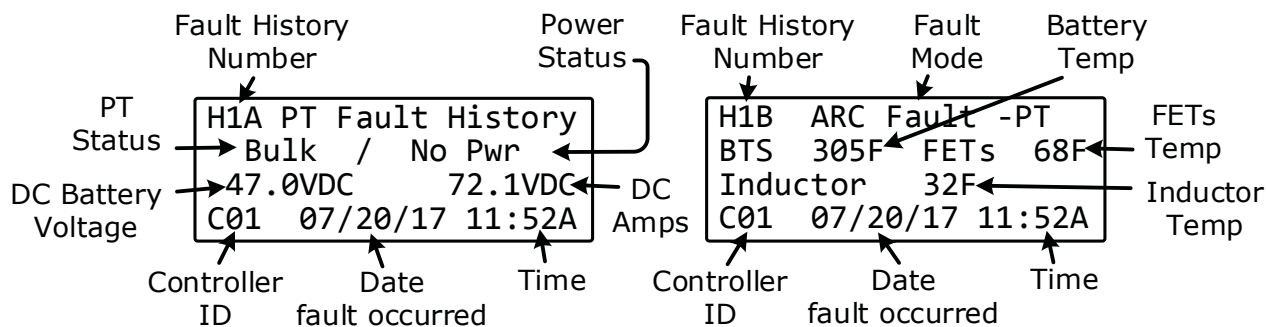 Fault History
Number
Power
Status
PT
Status
DC Battery
Voltage
H1A PT Fault History
Bulk / No Pwr
47.0VDC 72.1VDC
C01 07/20/17 11:52A
DC
Amps
Controller
ID
Date
fault occurred
Time
Fault History
Number
Fault
Mode
Battery
Temp
H1B ARC Fault -PT
BTS 305F FETs 68F
Inductor 32F
C01 07/20/17 11:52A
FETs
Temp
Inductor
Temp
Controller
ID
Date
fault occurred
Time